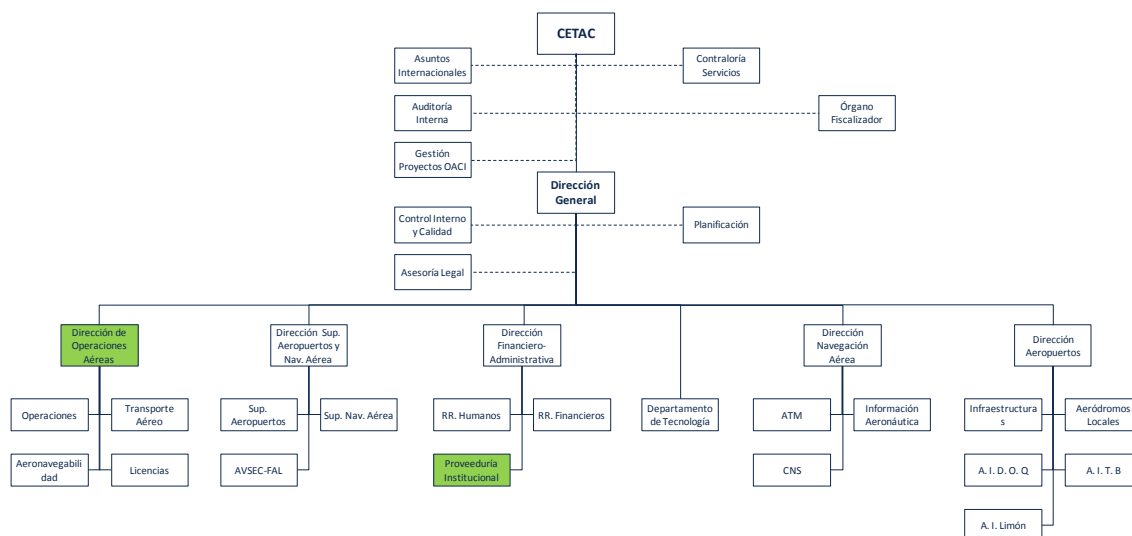 CETAC
Asuntos
Internacionales
Contraloría
Servicios
Auditoría
Interna
Órgano
Fiscalizador
Gestión
Proyectos OACI
Dirección
General
Control Interno
y Calidad
Planificación
Asesoría Legal
Dirección de
Operaciones
Aéreas
Dirección Sup.
Aeropuertos y
Nav. Aérea
Dirección
Financiero-
Administrativa
Dirección
Navegación
Aérea
Dirección
Aeropuertos
Operaciones
Transporte
Aéreo
Sup.
Aeropuertos
Sup. Nav. Aérea
RR. Humanos
RR. Financieros
Departamento
de Tecnología
ATM
Información
Aeronáutica
Infraestructura
s
Aeródromos
Locales
Aeronavegabili
dad
Licencias
AVSEC-FAL
Proveeduría
Institucional
CNS
A. I. D. O. Q
A. I. T. B
A. I. Limón